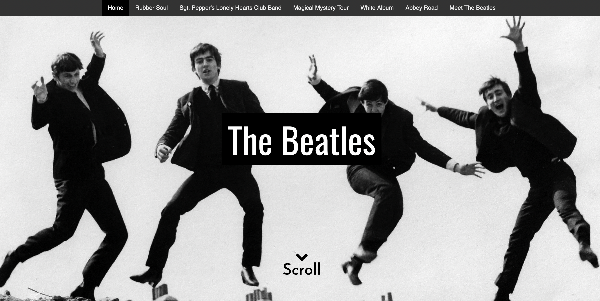 Home Rubber Soul Sgt. Pepper's Lonely Hearts Club Band Magical Mystery Tour White Album Abbey Road Meet The Beatles
The Beatles
Scroll